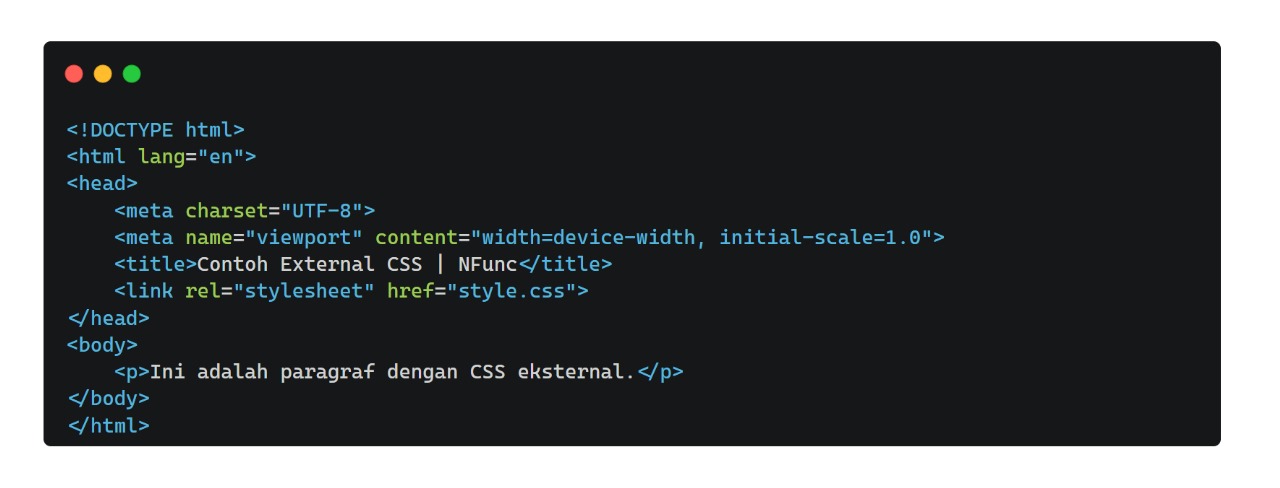 <!DOCTYPE html>
<html lang="en">
<head>
    <meta charset="UTF-8">
    <meta name="viewport" content="width=device-width, initial-scale=1.0">
    <title>Contoh External CSS | NFunc</title>
    <link rel="stylesheet" href="style.css">
</head>
<body>
    <p>Ini adalah paragraf dengan CSS eksternal.</p>
</body>
</html>